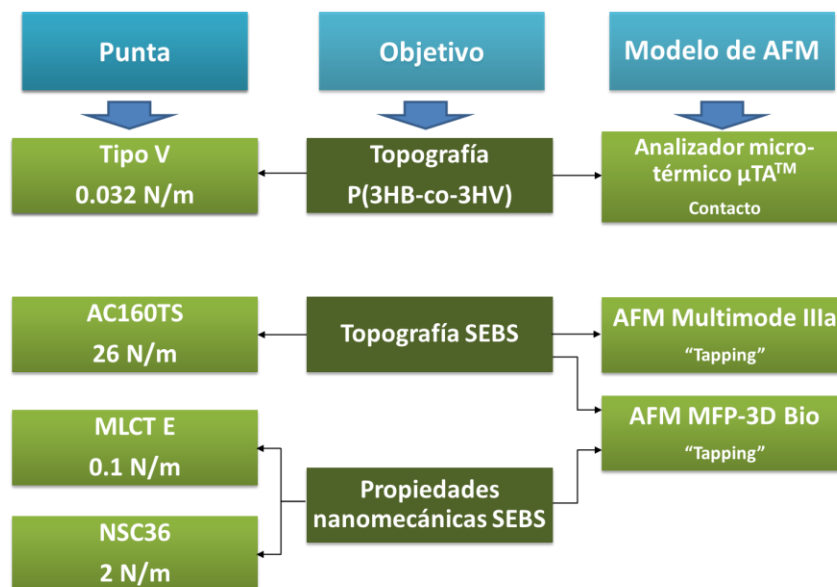 Punta
Objetivo
Modelo de AFM
Tipo V
0.032 N/m
Topografía
P(3HB-co-3HV)
Analizador micro-
térmico µTA™
Contacto
AC160TS
26 N/m
Topografía SEBS
AFM Multimode IIIa
“Tapping”
MLCT E
0.1 N/m
AFM MFP-3D Bio
“Tapping”
Propiedades
nanomecánicas SEBS
NSC36
2 N/m